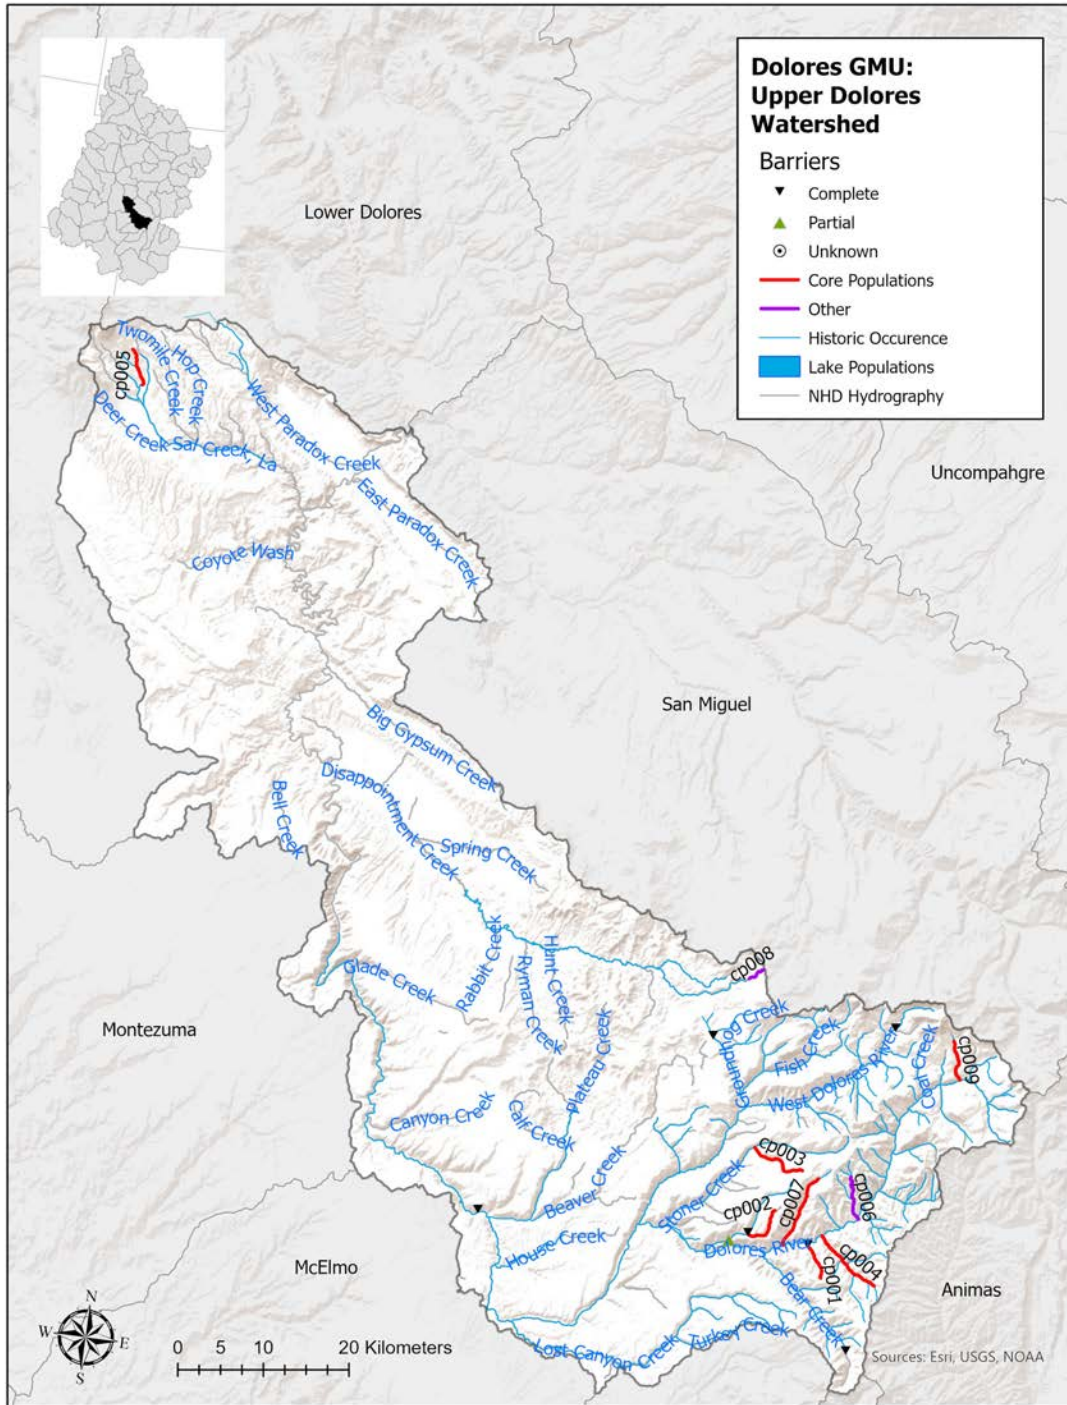 Dolores GMU:
Upper Dolores
Watershed
Barriers
Complete
Partial
Unknown
Core Populations
Other
Historic Occurence
Lake Populations
NHD Hydrography
Lower Dolores
Uncompahgre
San Miguel
Montezuma
McElmo
Animas
cp005
Twomile Creek
Hop Creek
Deer Creek
Sal Creek, La
West Paradox Creek
East Paradox Creek
Coyote Wash
Big Gypsum Creek
Disappointment Creek
Bell Creek
Spring Creek
Rabbit Creek
Hunt Creek
Ryman Creek
Glade Creek
Plateau Creek
Canyon Creek
Calf Creek
Beaver Creek
House Creek
cp008
Groundhog Creek
Fish Creek
West Dolores River
Coal Creek
cp009
cp003
Stoner Creek
cp002
cp007
cp006
Dolores River
cp001
cp004
Bear Creek
Turkey Creek
Lost Canyon Creek
N
W
E
S
0 5 10 20 Kilometers
Sources: Esri, USGS, NOAA